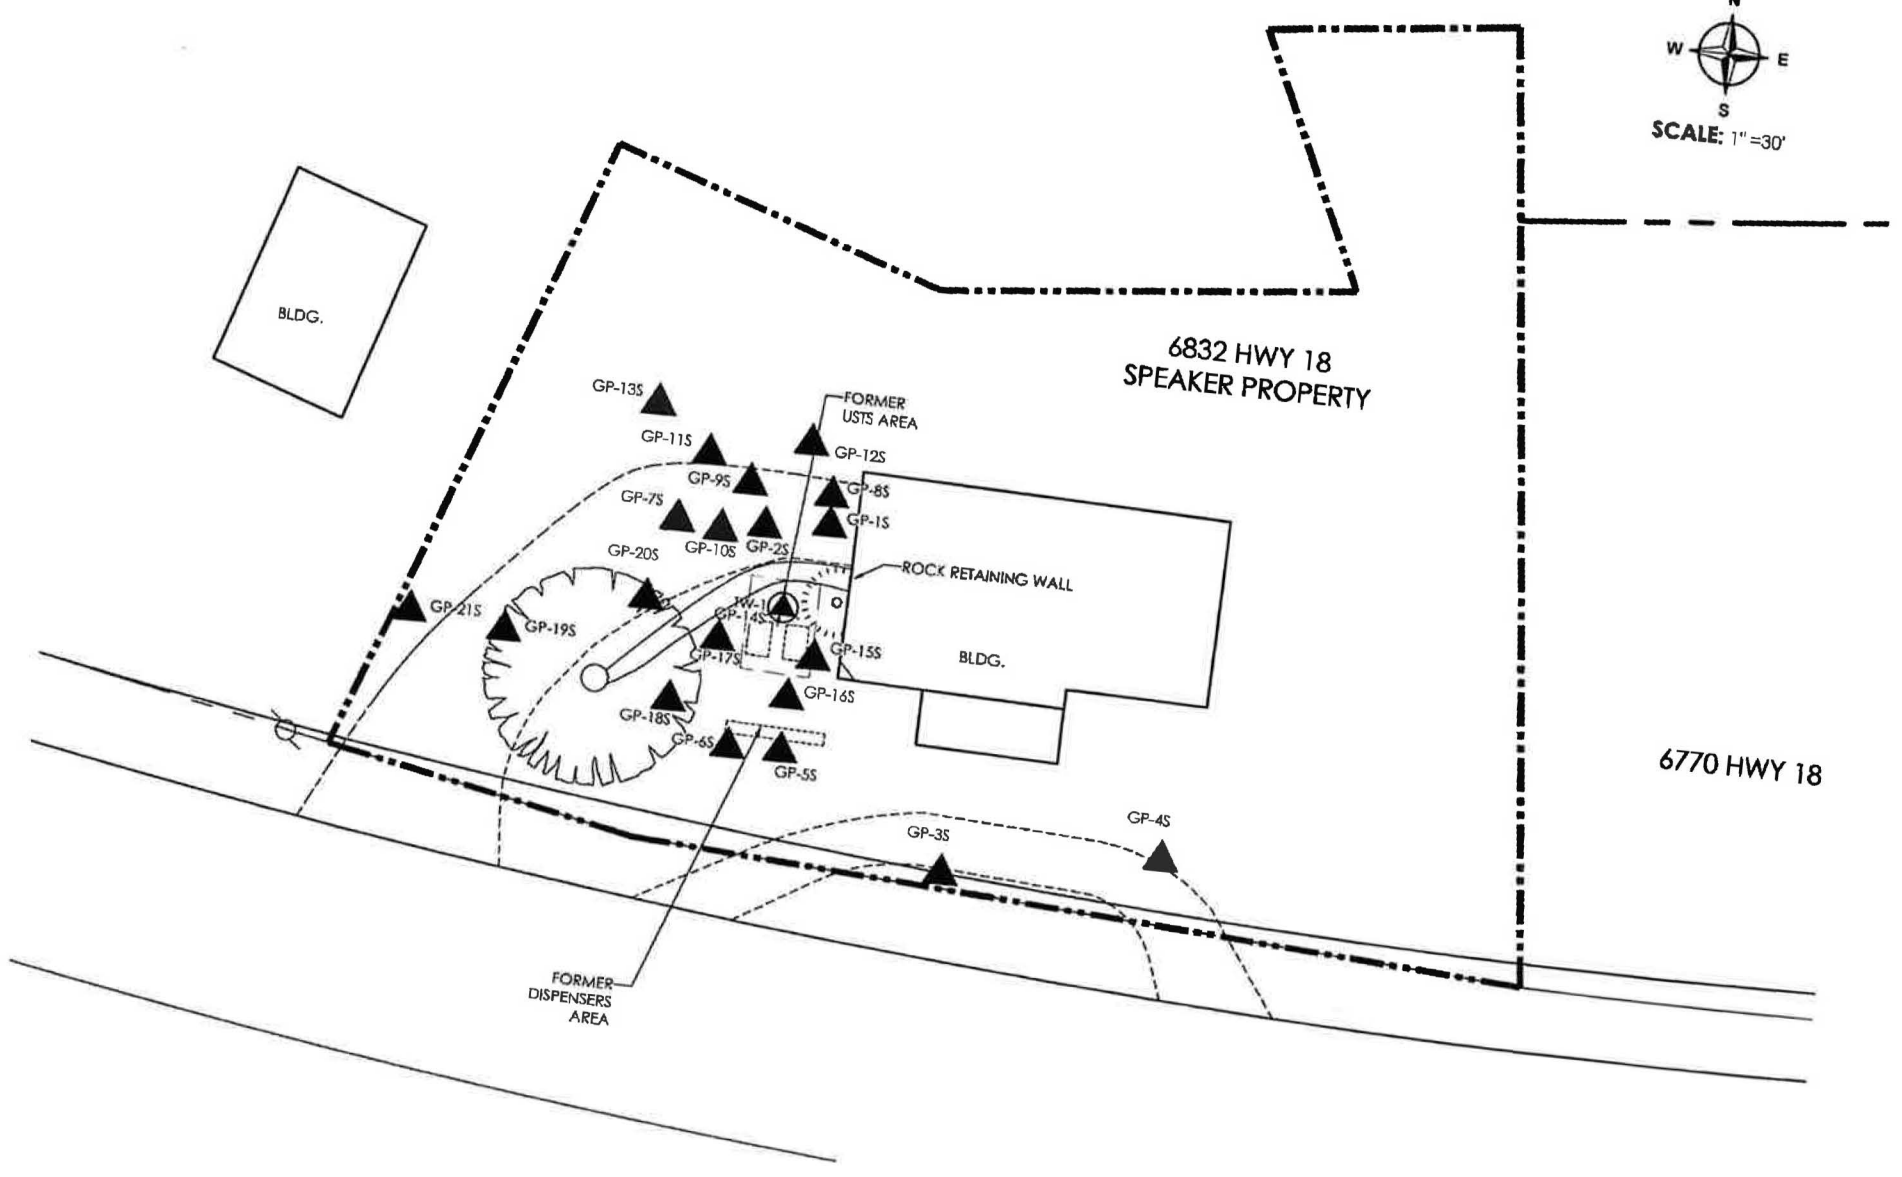 N
W E
S
SCALE: 1" =30'
BLDG.
6832 HWY 18
SPEAKER PROPERTY
GP-13S
FORMER
USTS AREA
GP-11S
GP-12S
GP-9S
GP-8S
GP-7S
GP-1S
GP-10S
GP-2S
GP-20S
ROCK RETAINING WALL
TW-1
GP-21S
GP-14S
GP-19S
GP-17S
GP-15S
BLDG.
GP-16S
GP-18S
GP-6S
GP-5S
6770 HWY 18
GP-3S
GP-4S
FORMER
DISPENSERS
AREA